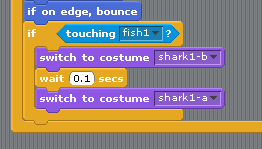 if on edge, bounce
if touching fish1 ?
switch to costume shark1-b
wait 0.1 secs
switch to costume shark1-a